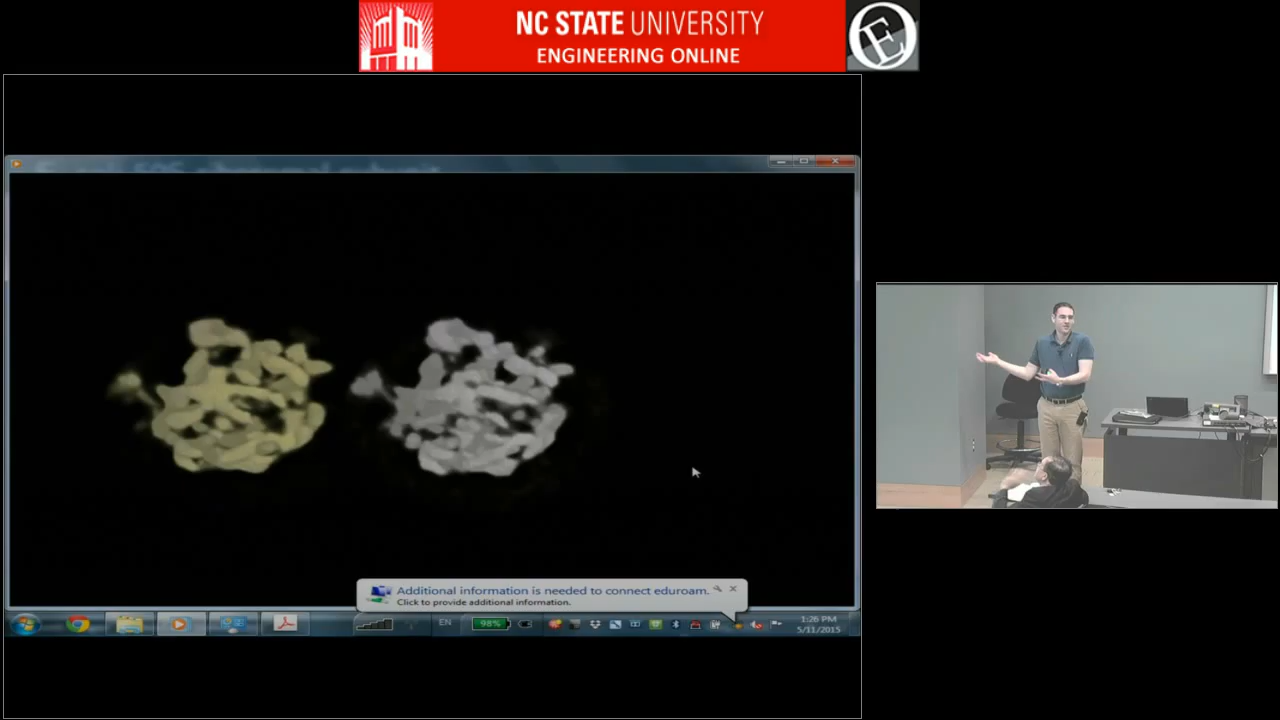 NC STATE UNIVERSITY
ENGINEERING ONLINE
Additional information is needed to connect eduroam.
Click to provide additional information.
EN
98%
1:26 PM
5/11/2015